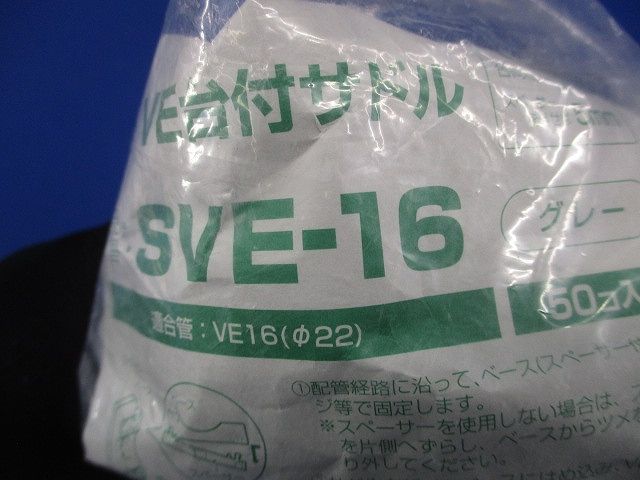 VE台付サドル
SVE-16
グレー
適合管：VE16(φ22)
50コ入
①配管経路に沿って、ベース(スペーサー
ジ等で固定します。
※スペーサーを使用しない場合は、
を片側へずらし、ベースからツメを
り外してください。